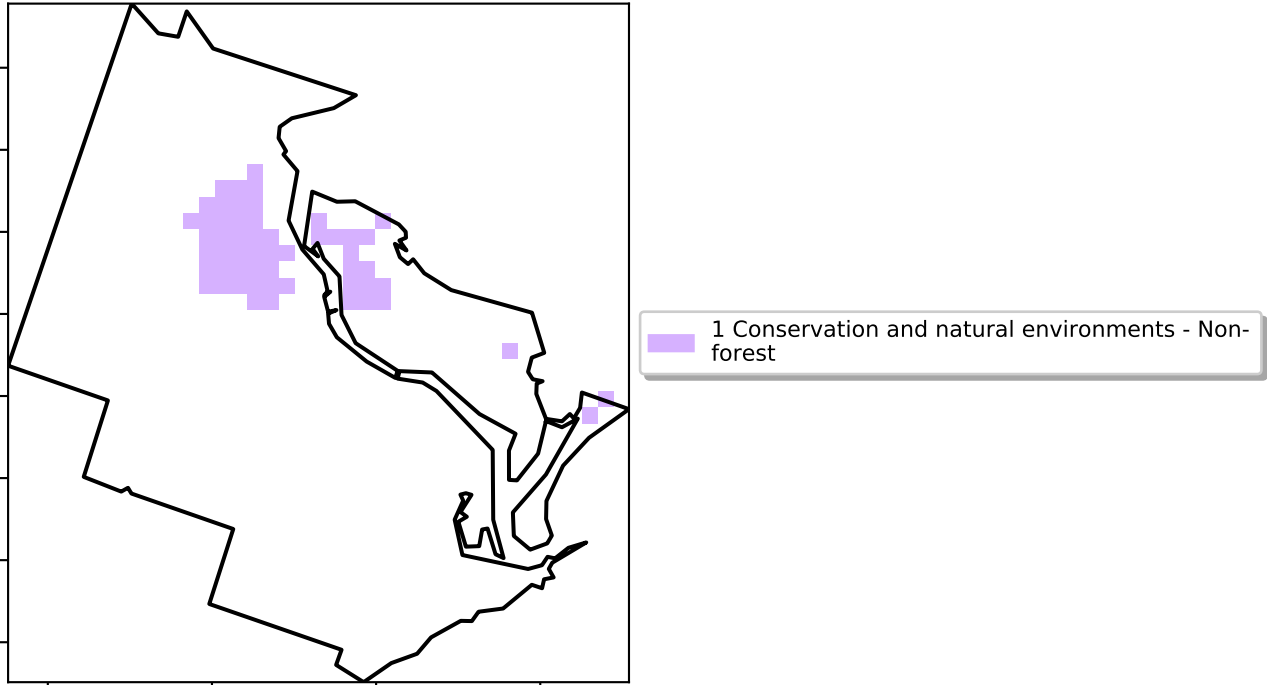 1 Conservation and natural environments - Non-
forest